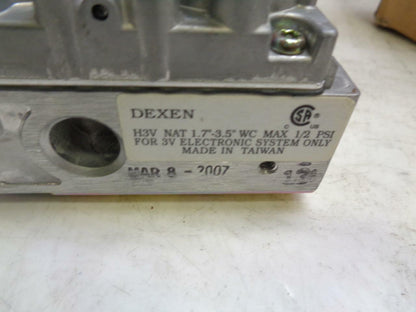 DEXEN
H3V NAT 1.7"-3.5" WC MAX 1/2 PSI
FOR 3V ELECTRONIC SYSTEM ONLY
MADE IN TAIWAN
C US
MAR 8 - 2007